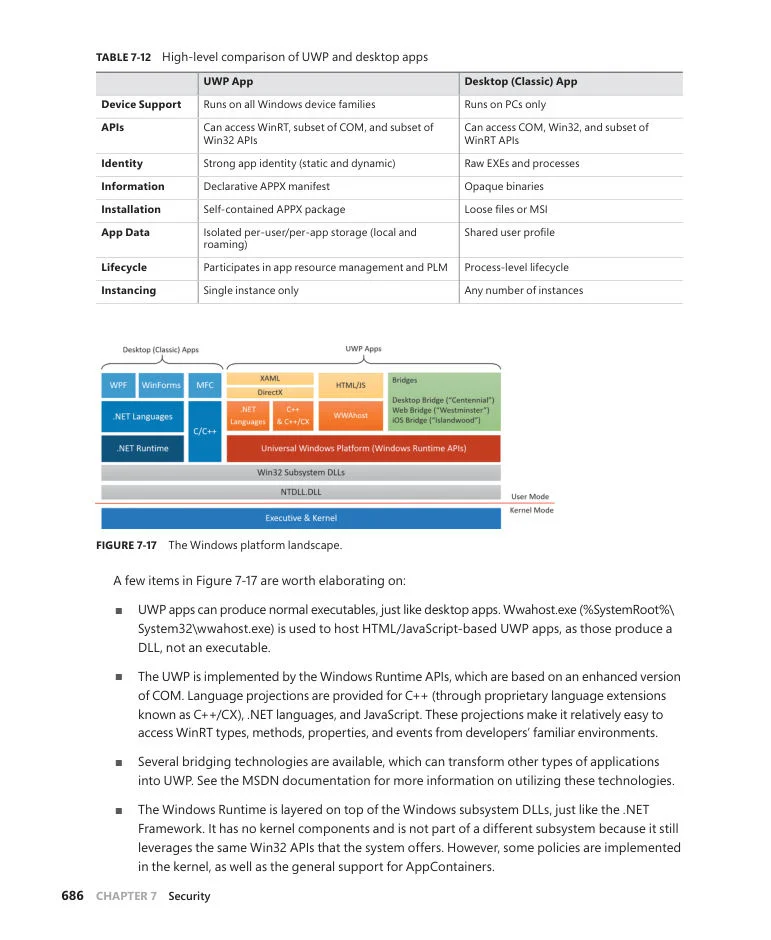 TABLE 7-12 High-level comparison of UWP and desktop apps
UWP App Desktop (Classic) App
Device Support Runs on all Windows device families Runs on PCs only
APIs Can access WinRT, subset of COM, and subset of Can access COM, Win32, and subset of
Win32 APIs WinRT APIs
Identity Strong app identity (static and dynamic) Raw EXEs and processes
Information Declarative APPX manifest Opaque binaries
Installation Self-contained APPX package Loose files or MSI
App Data Isolated per-user/per-app storage (local and Shared user profile
roaming)
Lifecycle Participates in app resource management and PLM Process-level lifecycle
Instancing Single instance only Any number of instances
Desktop (Classic) Apps UWP Apps
WPF WinForms MFC XAML HTML/JS Bridges
DirectX
Desktop Bridge ("Centennial")
Web Bridge ("Westminster")
iOS Bridge ("Islandwood")
.NET Languages C/C++ .NET
Languages
C++
& C++/CX
WWAhost
.NET Runtime Universal Windows Platform (Windows Runtime APIs)
Win32 Subsystem DLLs
NTDLL.DLL
User Mode
Kernel Mode
Executive & Kernel
FIGURE 7-17 The Windows platform landscape.
A few items in Figure 7-17 are worth elaborating on:
■ UWP apps can produce normal executables, just like desktop apps. Wwahost.exe (%SystemRoot%\
System32\wwahost.exe) is used to host HTML/JavaScript-based UWP apps, as those produce a
DLL, not an executable.
■ The UWP is implemented by the Windows Runtime APIs, which are based on an enhanced version
of COM. Language projections are provided for C++ (through proprietary language extensions
known as C++/CX), .NET languages, and JavaScript. These projections make it relatively easy to
access WinRT types, methods, properties, and events from developers' familiar environments.
■ Several bridging technologies are available, which can transform other types of applications
into UWP. See the MSDN documentation for more information on utilizing these technologies.
■ The Windows Runtime is layered on top of the Windows subsystem DLLs, just like the .NET
Framework. It has no kernel components and is not part of a different subsystem because it still
leverages the same Win32 APIs that the system offers. However, some policies are implemented
in the kernel, as well as the general support for AppContainers.
686 CHAPTER 7 Security